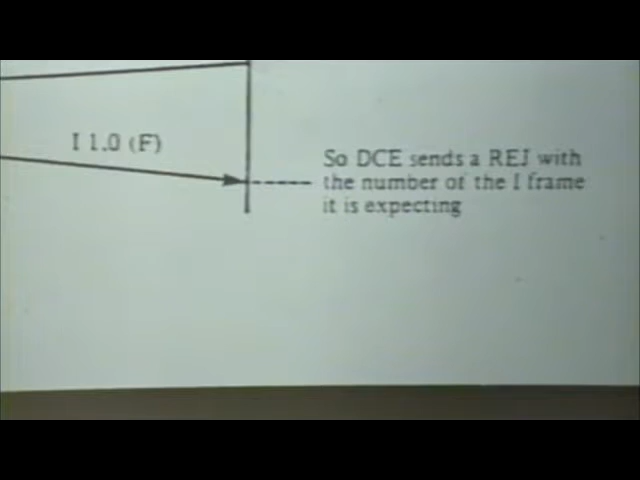 I 1.0 (F)
So DCE sends a REJ with
the number of the I frame
it is expecting